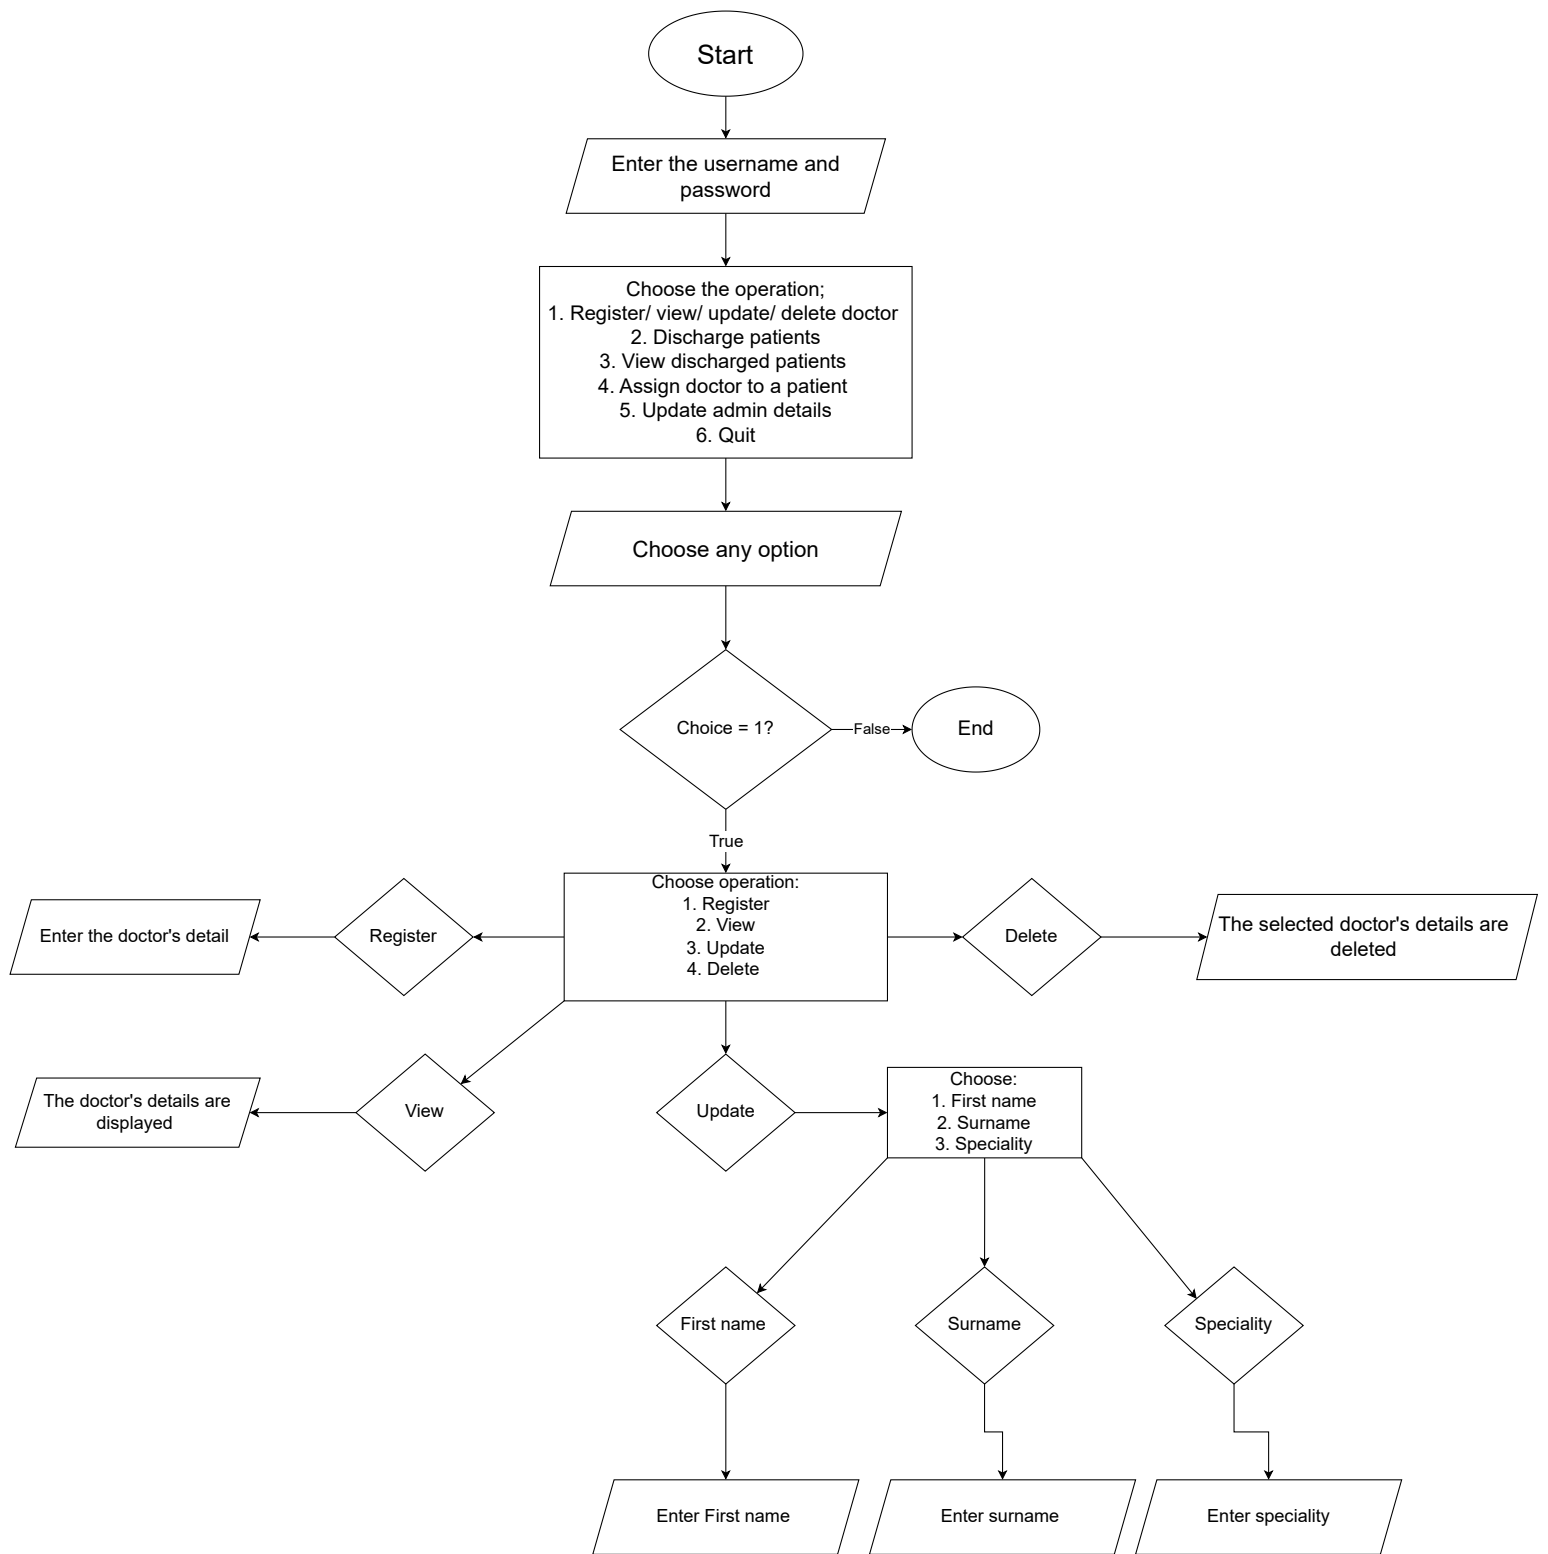 Start
Enter the username and
password
Choose the operation;
1. Register/ view/ update/ delete doctor
2. Discharge patients
3. View discharged patients
4. Assign doctor to a patient
5. Update admin details
6. Quit
Choose any option
Choice = 1?
False
End
True
Choose operation:
1. Register
2. View
3. Update
4. Delete
Enter the doctor's detail
Register
Delete
The selected doctor's details are
deleted
The doctor's details are
displayed
View
Update
Choose:
1. First name
2. Surname
3. Speciality
First name
Surname
Speciality
Enter First name
Enter surname
Enter speciality